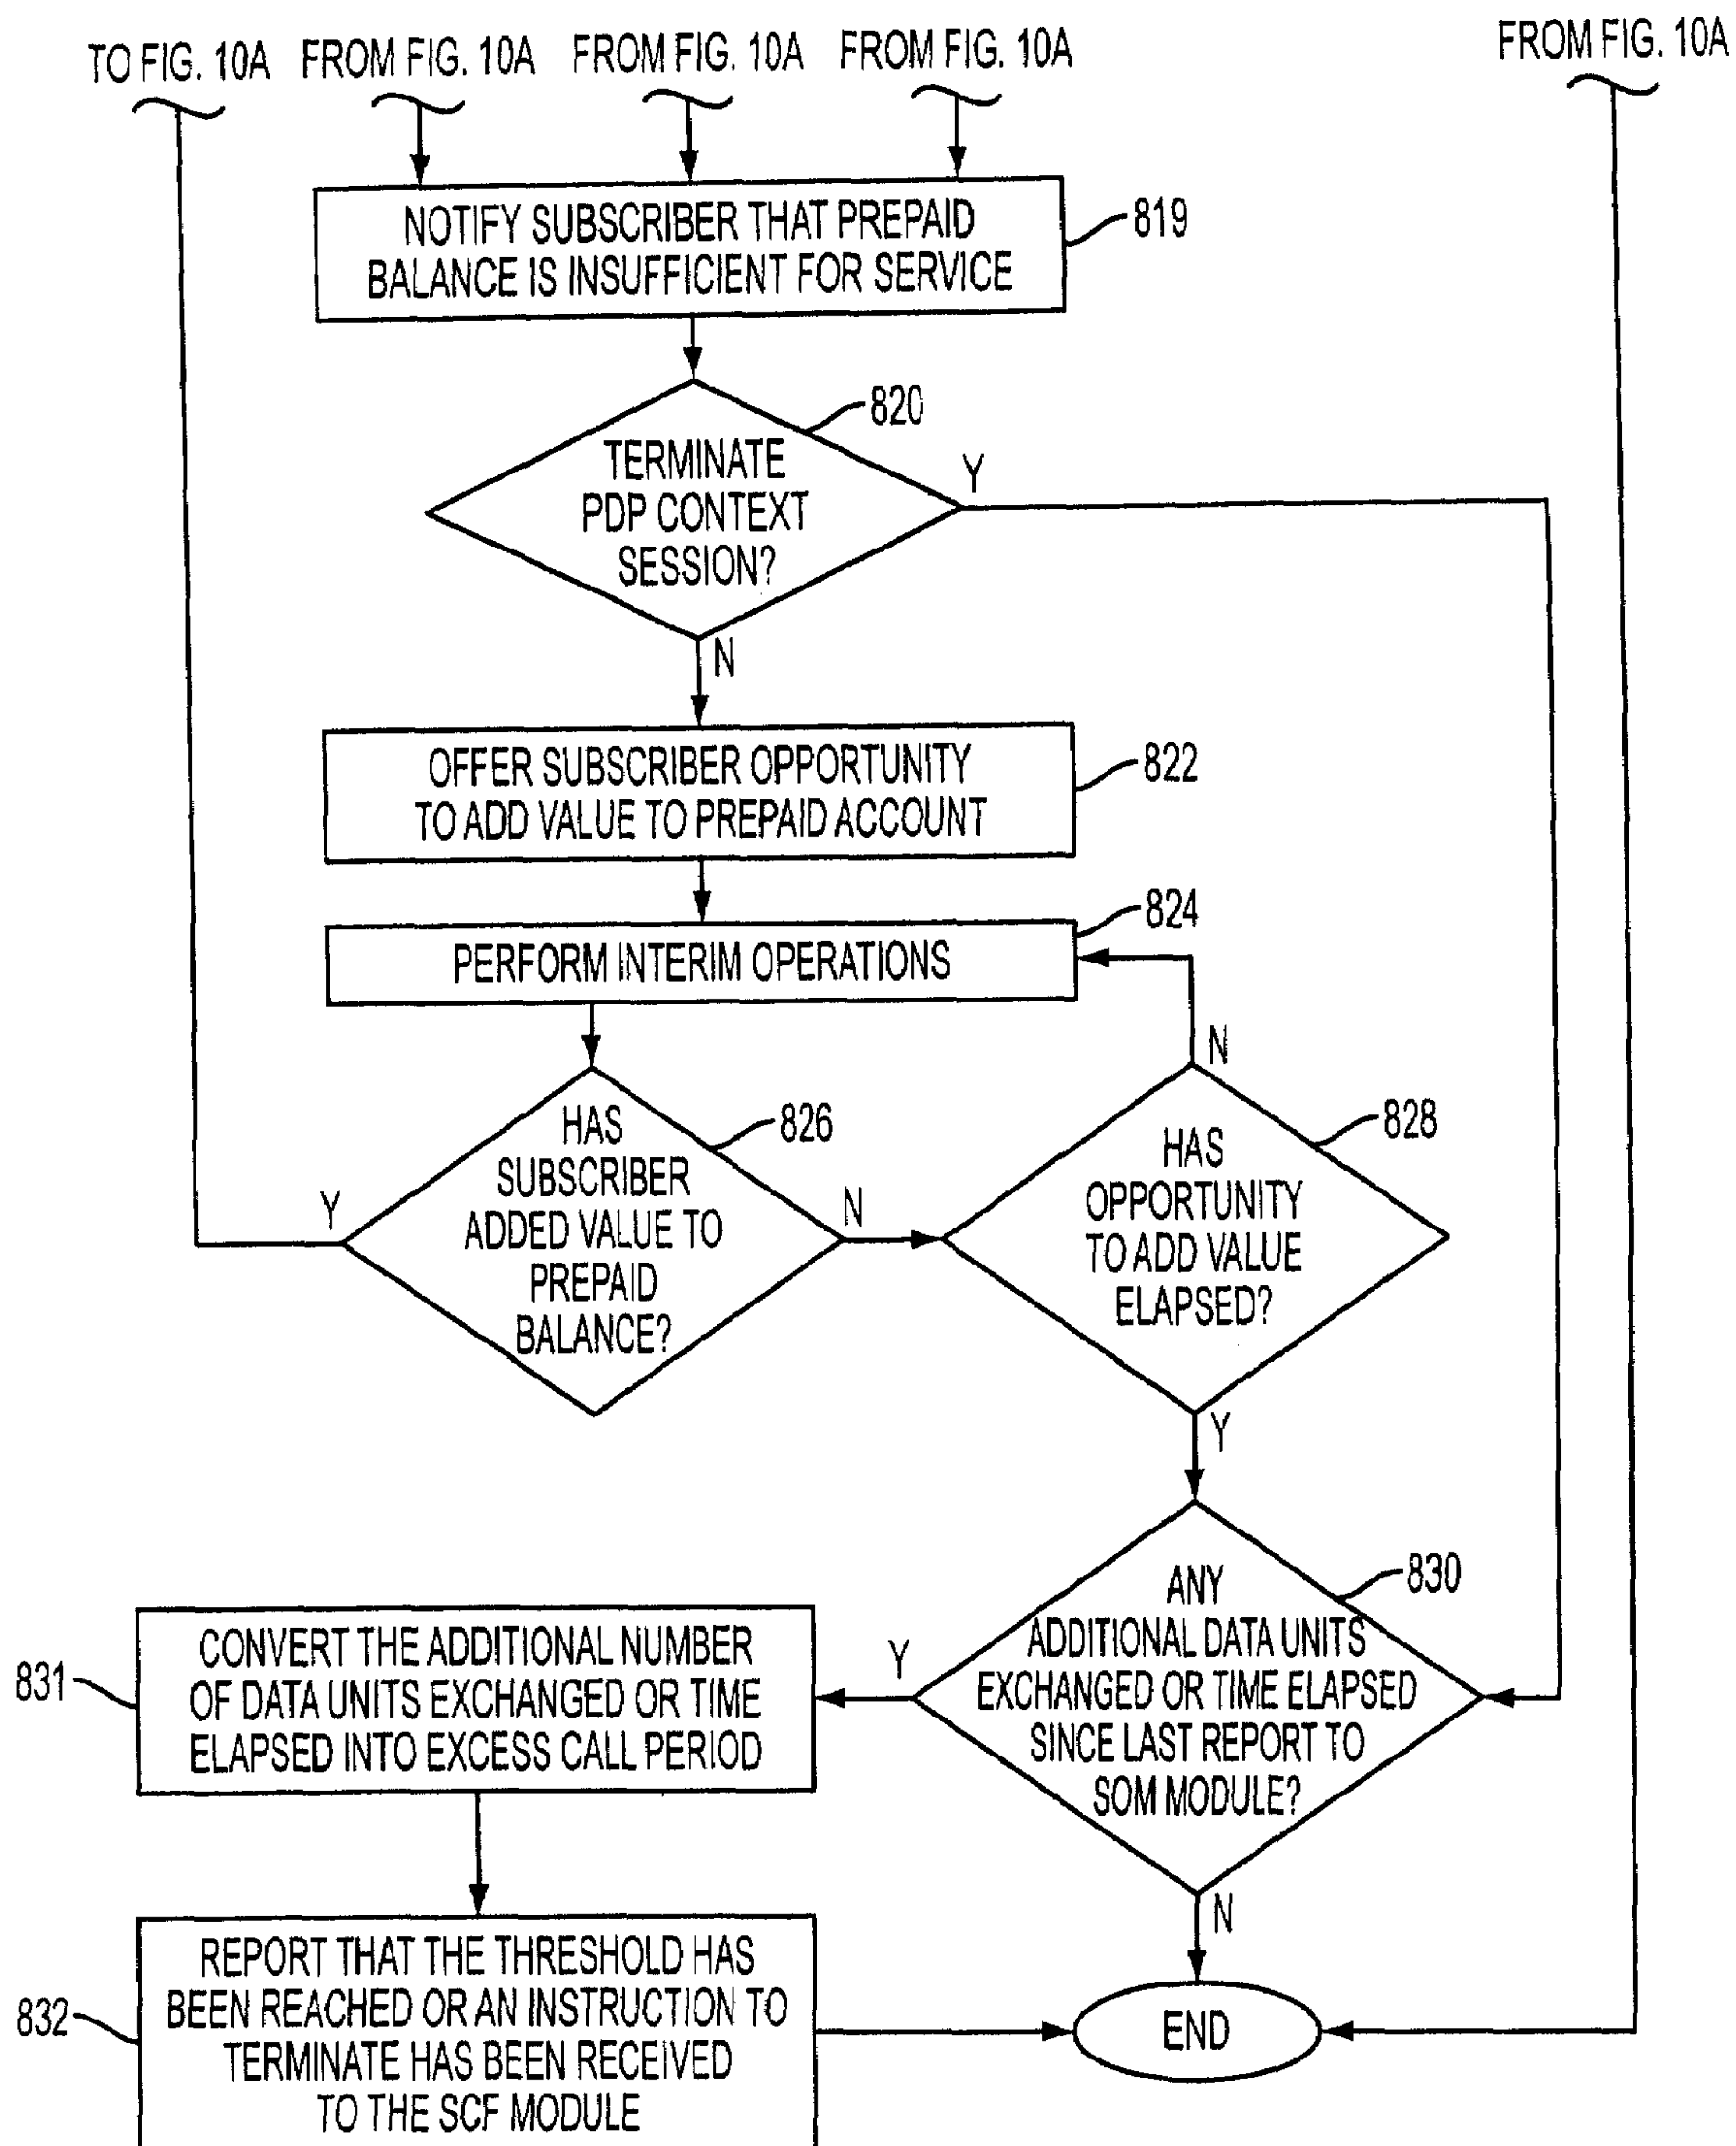 TO FIG. 10A FROM FIG. 10A FROM FIG. 10A FROM FIG. 10A FROM FIG. 10A
NOTIFY SUBSCRIBER THAT PREPAID
BALANCE IS INSUFFICIENT FOR SERVICE
819
820
TERMINATE
PDP CONTEXT
SESSION?
Y
N
OFFER SUBSCRIBER OPPORTUNITY
TO ADD VALUE TO PREPAID ACCOUNT
822
824
PERFORM INTERIM OPERATIONS
HAS
SUBSCRIBER
ADDED VALUE TO
PREPAID
BALANCE?
826
Y
N
HAS
OPPORTUNITY
TO ADD VALUE
ELAPSED?
828
N
Y
ANY
ADDITIONAL DATA UNITS
EXCHANGED OR TIME ELAPSED
SINCE LAST REPORT TO
SOM MODULE?
830
Y
N
831
CONVERT THE ADDITIONAL NUMBER
OF DATA UNITS EXCHANGED OR TIME
ELAPSED INTO EXCESS CALL PERIOD
832
REPORT THAT THE THRESHOLD HAS
BEEN REACHED OR AN INSTRUCTION TO
TERMINATE HAS BEEN RECEIVED
TO THE SCF MODULE
END